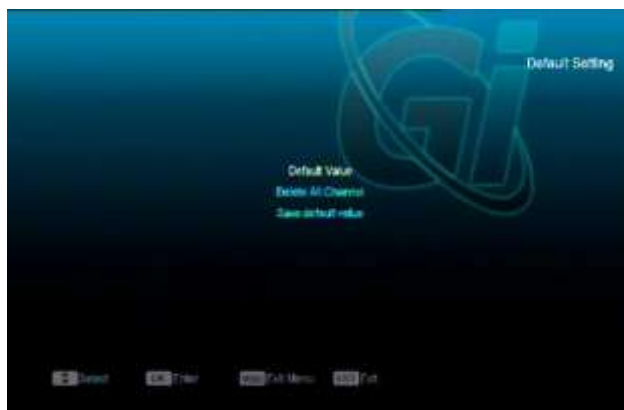 Default Setting
Default Value
Delete All Channel
Save default value
Select Enter Exit Menu Exit